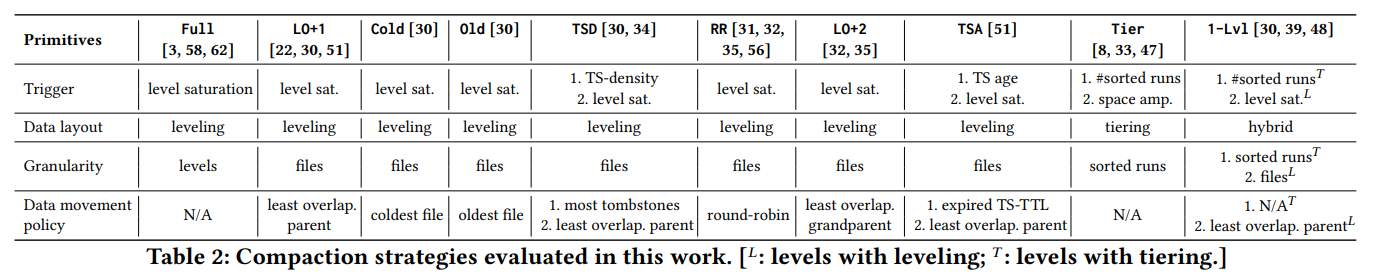 Primitives Full [3, 58, 62] LO+1 [22, 30, 51] Cold [30] Old [30] TSD [30, 34] RR [31, 32, 35, 56] LO+2 [32, 35] TSA [51] Tier [8, 33, 47] 1-Lvl [30, 39, 48]
Trigger level saturation level sat. level sat. level sat. 1. TS-density 2. level sat. level sat. level sat. 1. TS age 2. level sat. 1. #sorted runs 2. space amp. 1. #sorted runsᵀ 2. level sat.ᴸ
Data layout leveling leveling leveling leveling leveling leveling leveling leveling tiering hybrid
Granularity levels files files files files files files files sorted runs 1. sorted runsᵀ 2. filesᴸ
Data movement policy N/A least overlap. parent coldest file oldest file 1. most tombstones 2. least overlap. parent round-robin least overlap. grandparent 1. expired TS-TTL 2. least overlap. parent N/A 1. N/Aᵀ 2. least overlap. parentᴸ
Table 2: Compaction strategies evaluated in this work. [ᴸ: levels with leveling; ᵀ: levels with tiering.]